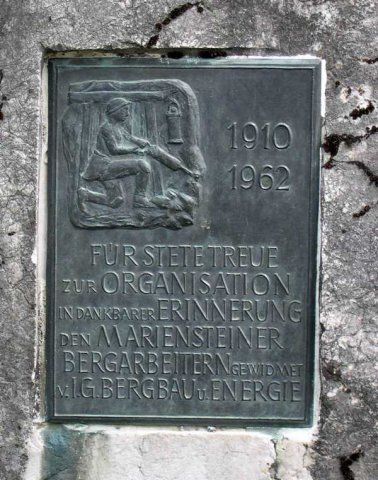 1910
1962
FÜR STETE TREUE
ZUR ORGANISATION
IN DANKBARER ERINNERUNG
DEN MARIENSTEINER
BERGARBEITERN GEWIDMET
v. I.G. BERGBAU u. ENERGIE